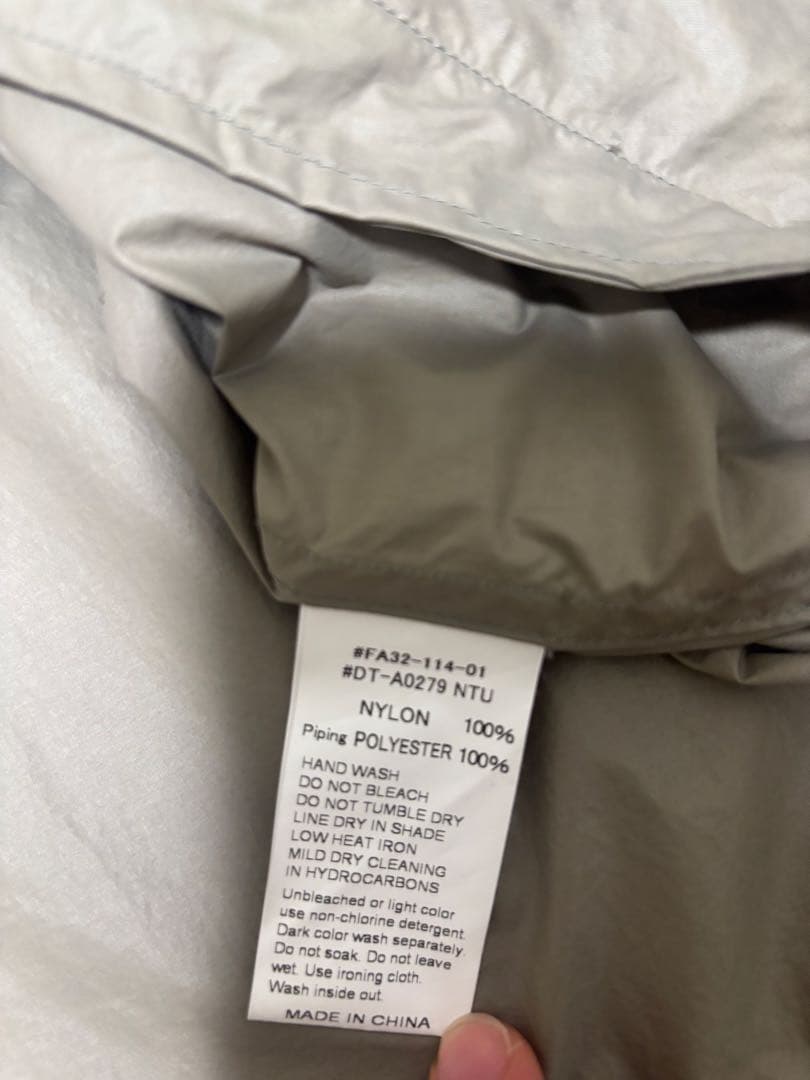 #FA32-114-01
#DT-A0279 NTU
NYLON 100%
Piping POLYESTER 100%
HAND WASH
DO NOT BLEACH
DO NOT TUMBLE DRY
LINE DRY IN SHADE
LOW HEAT IRON
MILD DRY CLEANING
IN HYDROCARBONS
Unbleached or light color
use non-chlorine detergent.
Dark color wash separately.
Do not soak. Do not leave
wet. Use ironing cloth.
Wash inside out.
MADE IN CHINA